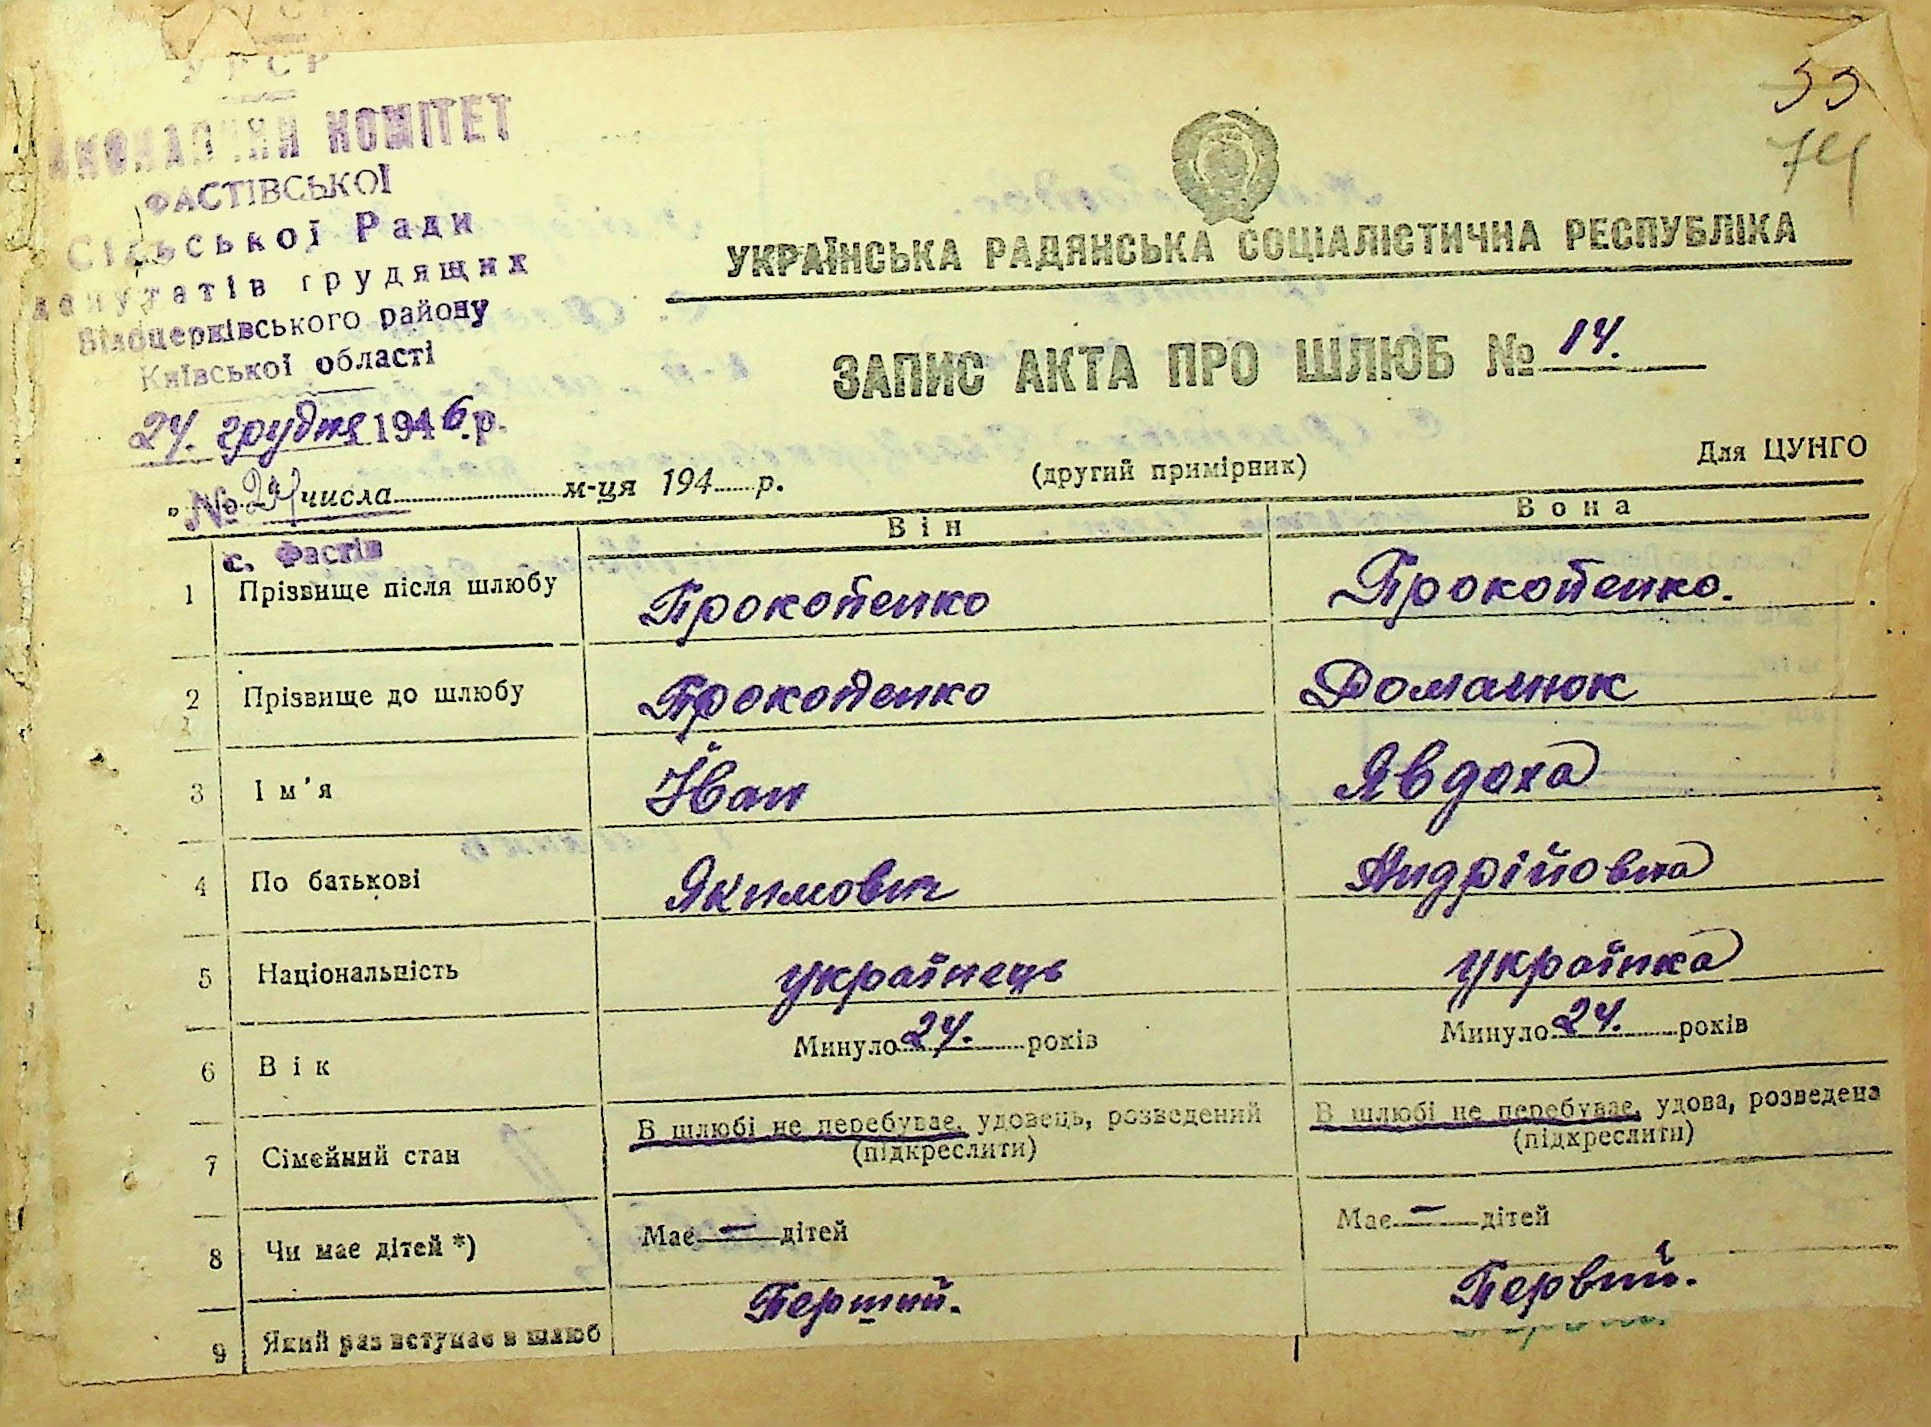 УРСР
ВИКОНАВЧИЙ КОМІТЕТ
ФАСТІВСЬКОЇ
Сільської Ради
депутатів трудящих
Білоцерківського району
Київської області
24. грудня 1946.р.
№ 24
с. Фастів
53
74
УКРАЇНСЬКА РАДЯНСЬКА СОЦІАЛІСТИЧНА РЕСПУБЛІКА
ЗАПИС АКТА ПРО ШЛЮБ № 14.
„ числа м-ця 194 р.
(другий примірник)
Для ЦУНГО
Він Вона
1 Прізвище після шлюбу Прокопенко Прокопенко.
2 Прізвище до шлюбу Прокопенко Доманюк
3 Ім'я Іван Явдоха
4 По батькові Якимович Андрійовна
5 Національність українець українка
6 Вік Минуло 24. років Минуло 24. років
7 Сімейний стан В шлюбі не перебуває, удовець, розведений (підкреслити) В шлюбі не перебуває, удова, розведена (підкреслити)
8 Чи має дітей *) Має — дітей Має — дітей
9 Який раз вступає в шлюб Перший. Первий.